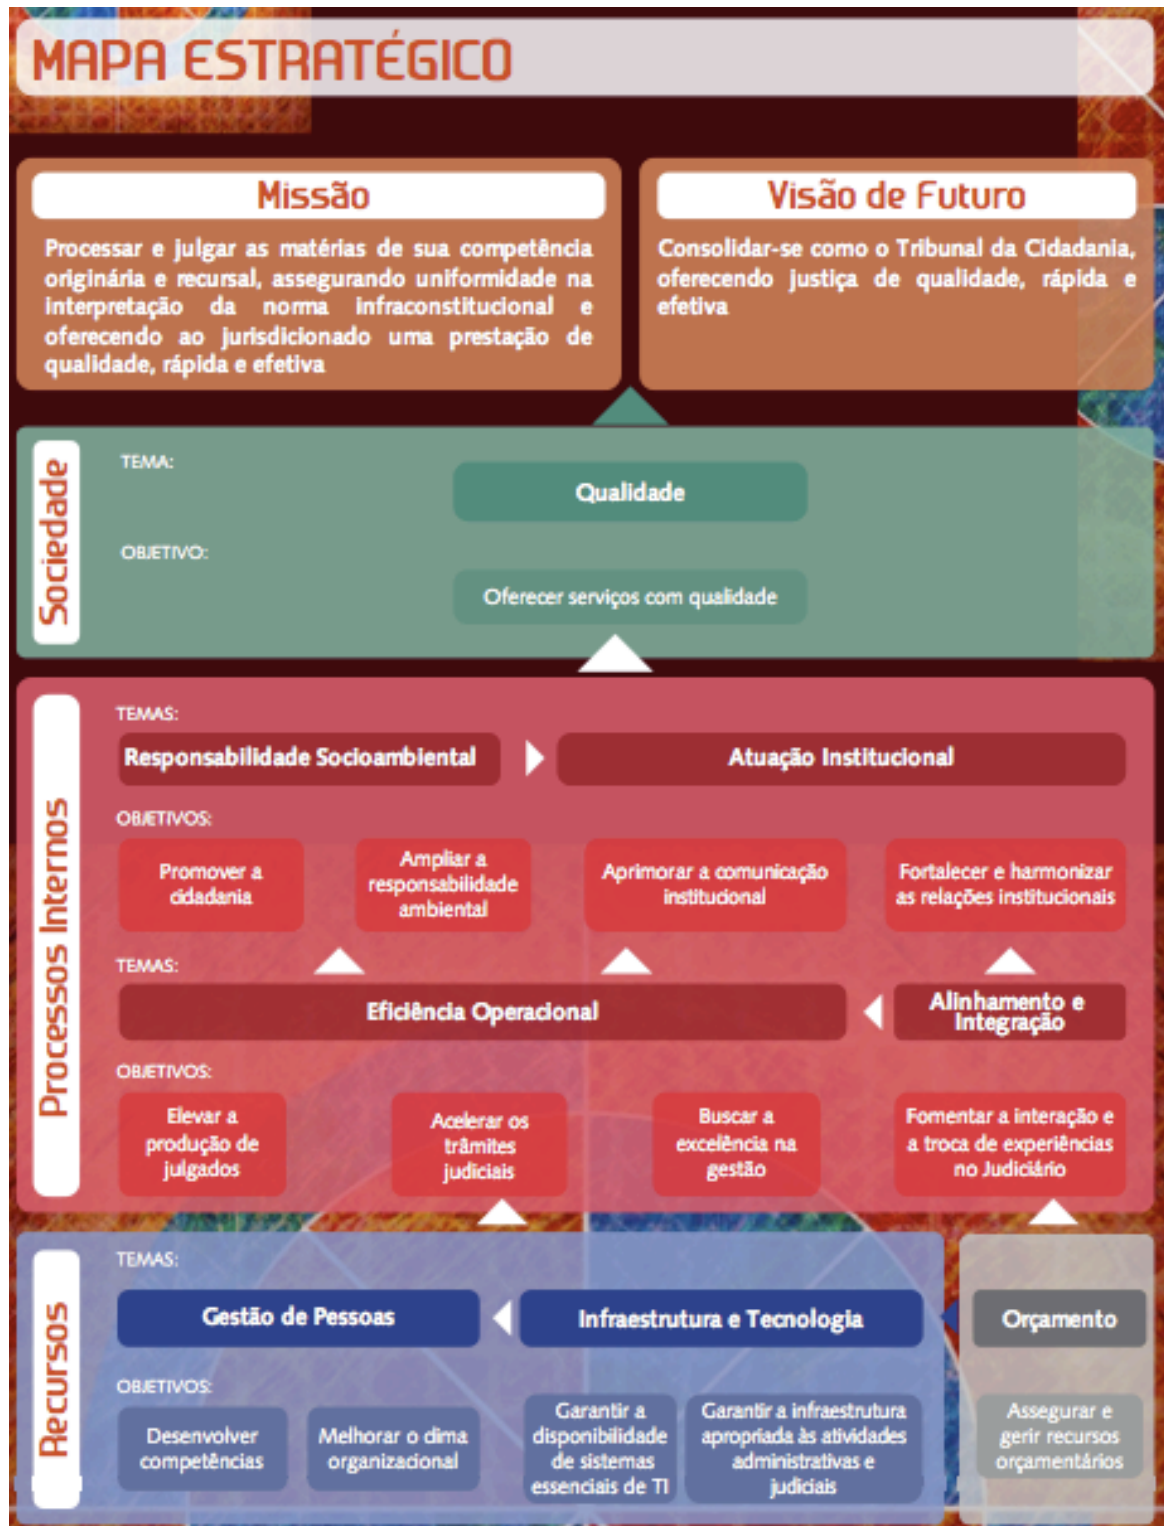 MAPA ESTRATÉGICO
Missão
Processar e julgar as matérias de sua competência
originária e recursal, assegurando uniformidade na
interpretação da norma infraconstitucional e
oferecendo ao jurisdicionado uma prestação de
qualidade, rápida e efetiva
Visão de Futuro
Consolidar-se como o Tribunal da Cidadania,
oferecendo justiça de qualidade, rápida e
efetiva
Sociedade
TEMA:
Qualidade
OBJETIVO:
Oferecer serviços com qualidade
Processos Internos
TEMAS:
Responsabilidade Socioambiental
Atuação Institucional
OBJETIVOS:
Promover a
cidadania
Ampliar a
responsabilidade
ambiental
Aprimorar a comunicação
institucional
Fortalecer e harmonizar
as relações institucionais
TEMAS:
Eficiência Operacional
Alinhamento e
Integração
OBJETIVOS:
Elevar a
produção de
julgados
Acelerar os
trâmites
judiciais
Buscar a
excelência na
gestão
Fomentar a interação e
a troca de experiências
no Judiciário
Recursos
TEMAS:
Gestão de Pessoas
Infraestrutura e Tecnologia
Orçamento
OBJETIVOS:
Desenvolver
competências
Melhorar o clima
organizacional
Garantir a
disponibilidade
de sistemas
essenciais de TI
Garantir a infraestrutura
apropriada às atividades
administrativas e
judiciais
Assegurar e
gerir recursos
orçamentários